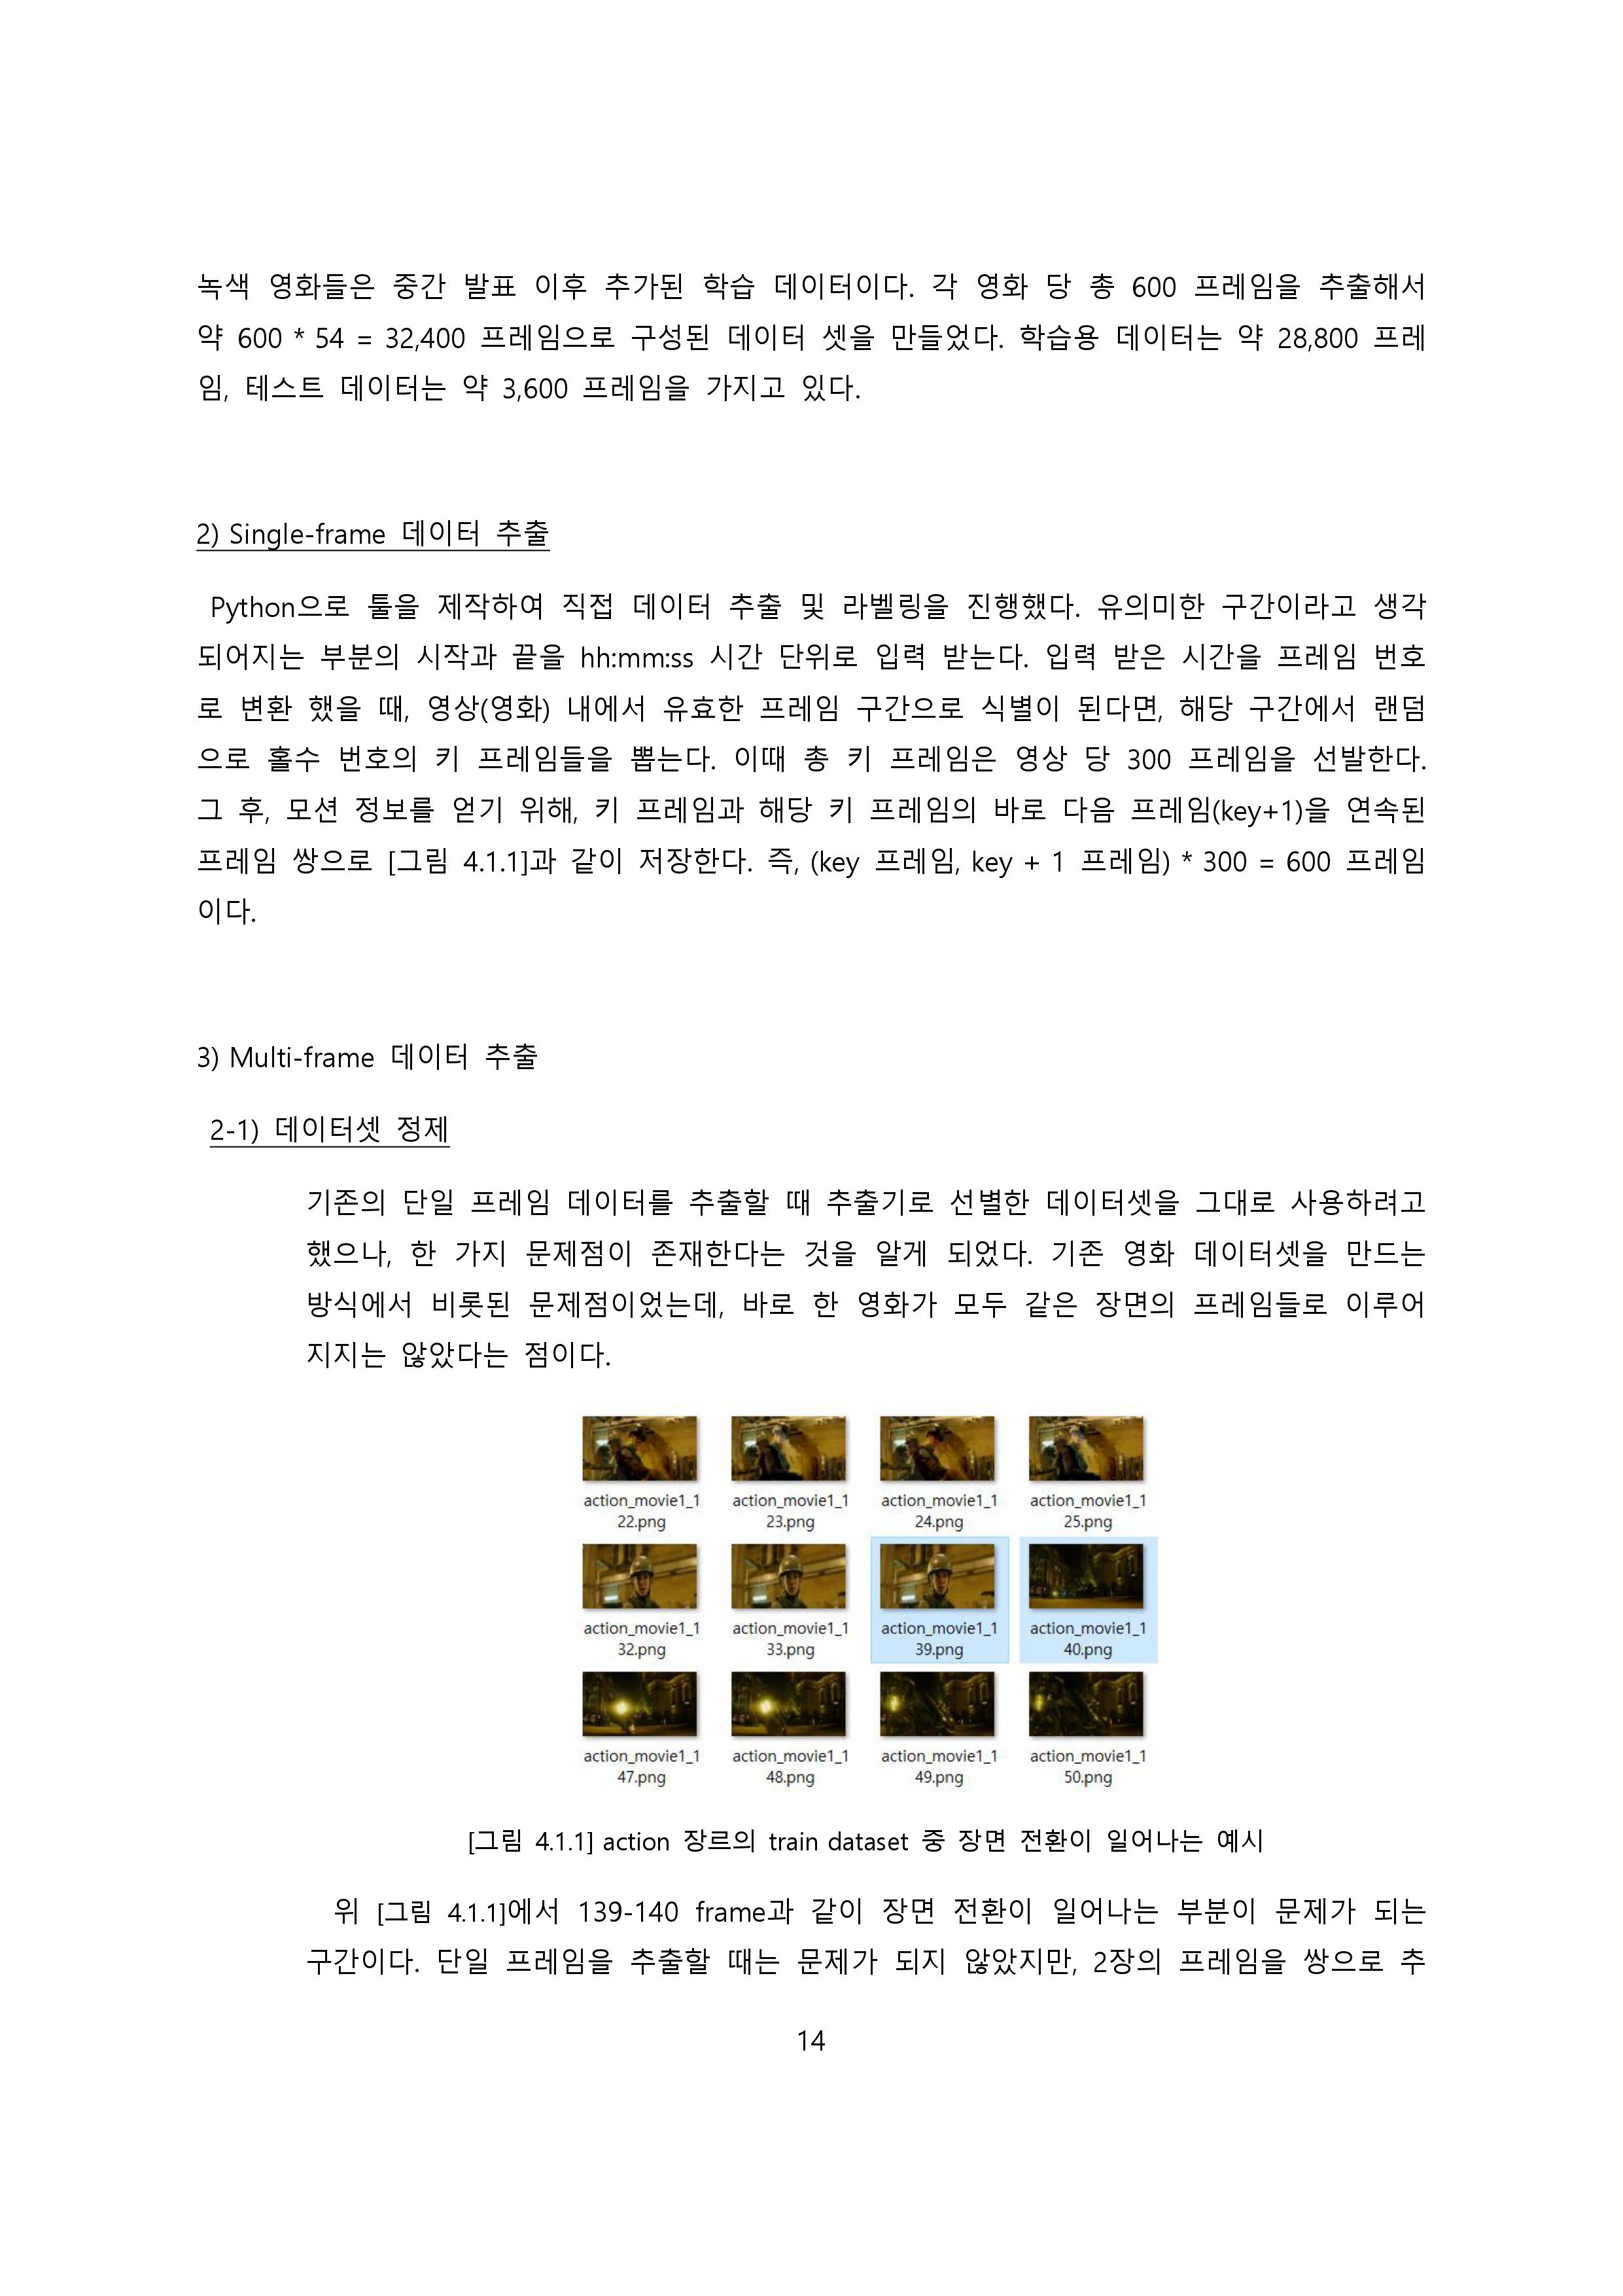 녹색 영화들은 중간 발표 이후 추가된 학습 데이터이다. 각 영화 당 총 600 프레임을 추출해서
약 600 * 54 = 32,400 프레임으로 구성된 데이터 셋을 만들었다. 학습용 데이터는 약 28,800 프레
임, 테스트 데이터는 약 3,600 프레임을 가지고 있다.
2) Single-frame 데이터 추출
Python으로 툴을 제작하여 직접 데이터 추출 및 라벨링을 진행했다. 유의미한 구간이라고 생각
되어지는 부분의 시작과 끝을 hh:mm:ss 시간 단위로 입력 받는다. 입력 받은 시간을 프레임 번호
로 변환 했을 때, 영상(영화) 내에서 유효한 프레임 구간으로 식별이 된다면, 해당 구간에서 랜덤
으로 홀수 번호의 키 프레임들을 뽑는다. 이때 총 키 프레임은 영상 당 300 프레임을 선발한다.
그 후, 모션 정보를 얻기 위해, 키 프레임과 해당 키 프레임의 바로 다음 프레임(key+1)을 연속된
프레임 쌍으로 [그림 4.1.1]과 같이 저장한다. 즉, (key 프레임, key + 1 프레임) * 300 = 600 프레임
이다.
3) Multi-frame 데이터 추출
2-1) 데이터셋 정제
기존의 단일 프레임 데이터를 추출할 때 추출기로 선별한 데이터셋을 그대로 사용하려고
했으나, 한 가지 문제점이 존재한다는 것을 알게 되었다. 기존 영화 데이터셋을 만드는
방식에서 비롯된 문제점이었는데, 바로 한 영화가 모두 같은 장면의 프레임들로 이루어
지지는 않았다는 점이다.
action_movie1_1 action_movie1_1 action_movie1_1 action_movie1_1
22.png 23.png 24.png 25.png
action_movie1_1 action_movie1_1 action_movie1_1 action_movie1_1
32.png 33.png 39.png 40.png
action_movie1_1 action_movie1_1 action_movie1_1 action_movie1_1
47.png 48.png 49.png 50.png
[그림 4.1.1] action 장르의 train dataset 중 장면 전환이 일어나는 예시
위 [그림 4.1.1]에서 139-140 frame과 같이 장면 전환이 일어나는 부분이 문제가 되는
구간이다. 단일 프레임을 추출할 때는 문제가 되지 않았지만, 2장의 프레임을 쌍으로 추
14